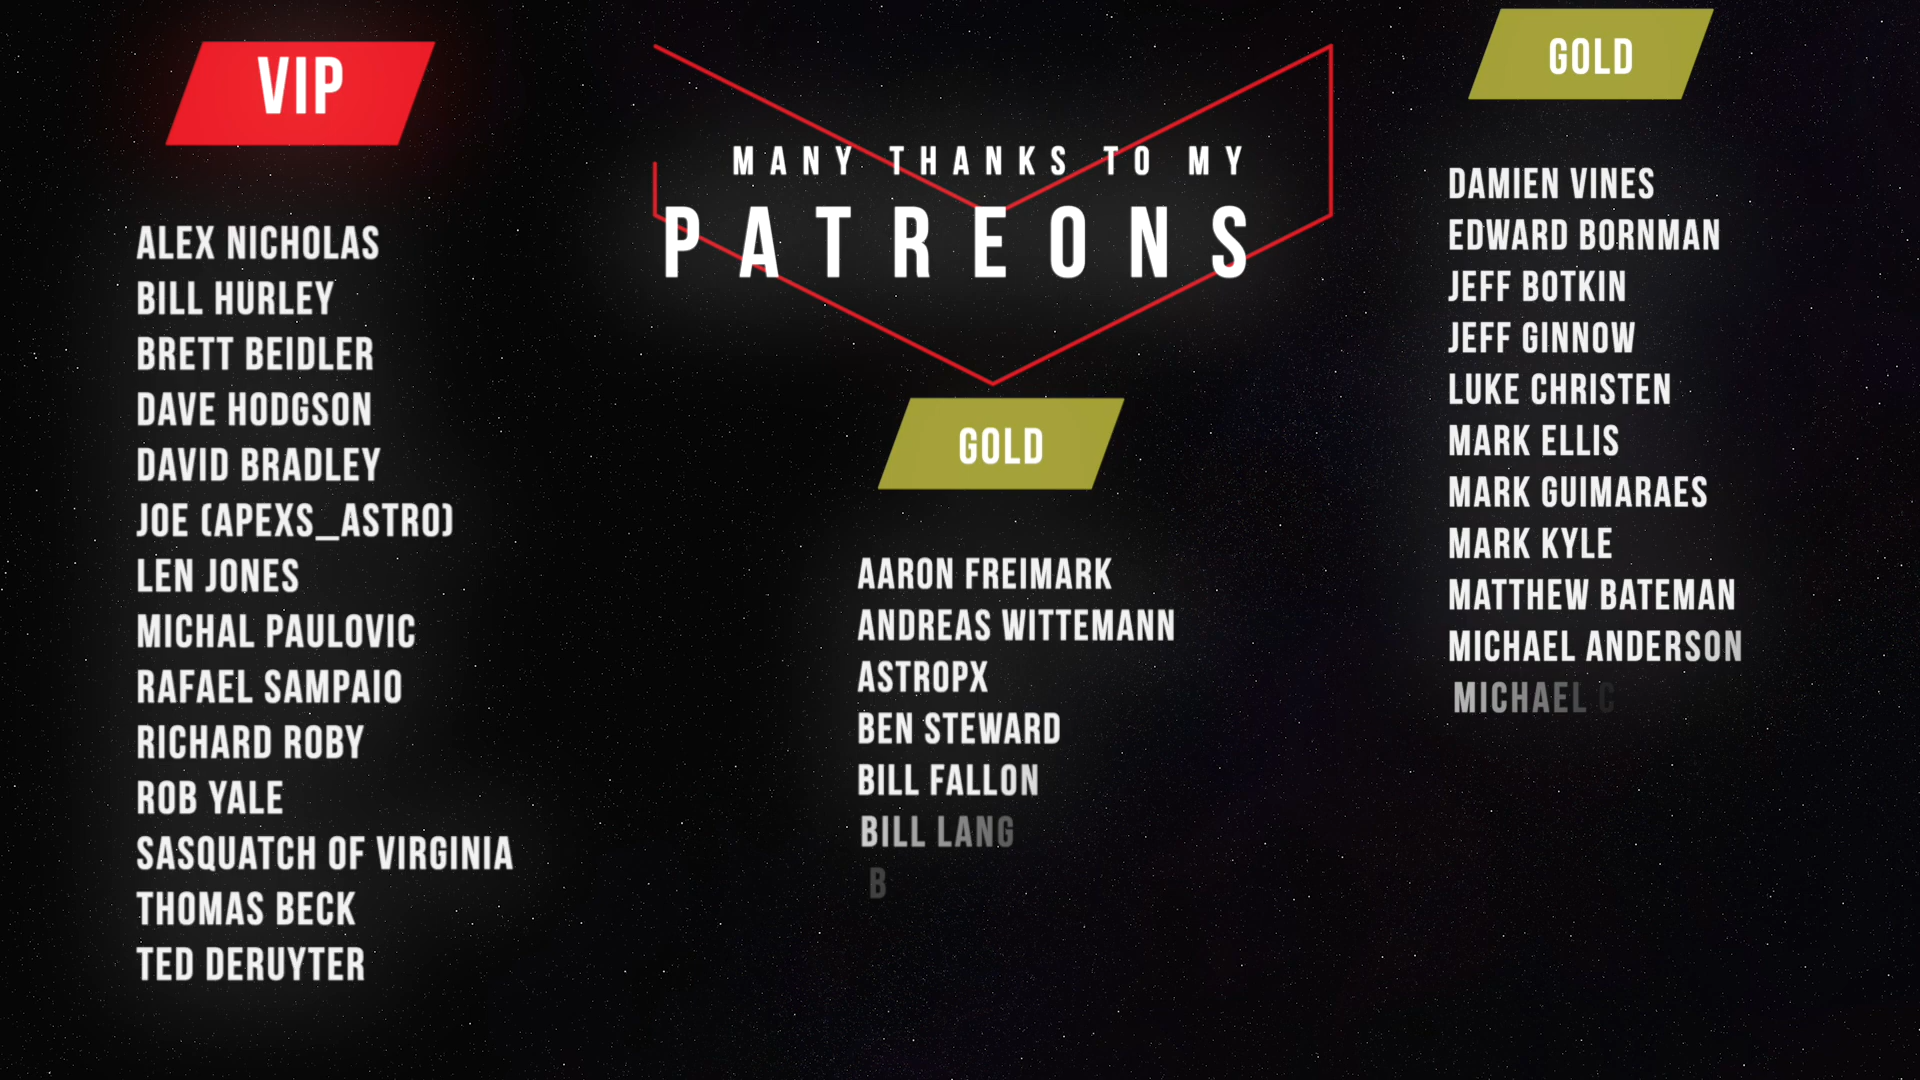 VIP
ALEX NICHOLAS
BILL HURLEY
BRETT BEIDLER
DAVE HODGSON
DAVID BRADLEY
JOE (APEXS_ASTRO)
LEN JONES
MICHAL PAULOVIC
RAFAEL SAMPAIO
RICHARD ROBY
ROB YALE
SASQUATCH OF VIRGINIA
THOMAS BECK
TED DERUYTER
MANY THANKS TO MY
PATREONS
GOLD
AARON FREIMARK
ANDREAS WITTEMANN
ASTROPX
BEN STEWARD
BILL FALLON
BILL LANG
B
GOLD
DAMIEN VINES
EDWARD BORNMAN
JEFF BOTKIN
JEFF GINNOW
LUKE CHRISTEN
MARK ELLIS
MARK GUIMARAES
MARK KYLE
MATTHEW BATEMAN
MICHAEL ANDERSON
MICHAEL C